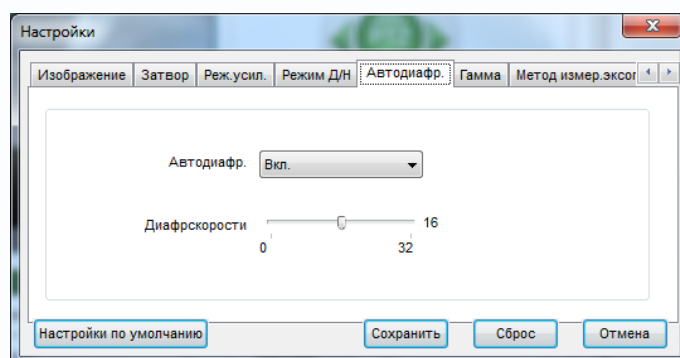 Настройки
Изображение Затвор Реж.усил. Режим Д/Н Автодиафр. Гамма Метод измер.эксп
Автодиафр. Вкл.
Диафрскорости 16
0 32
Настройки по умолчанию Сохранить Сброс Отмена